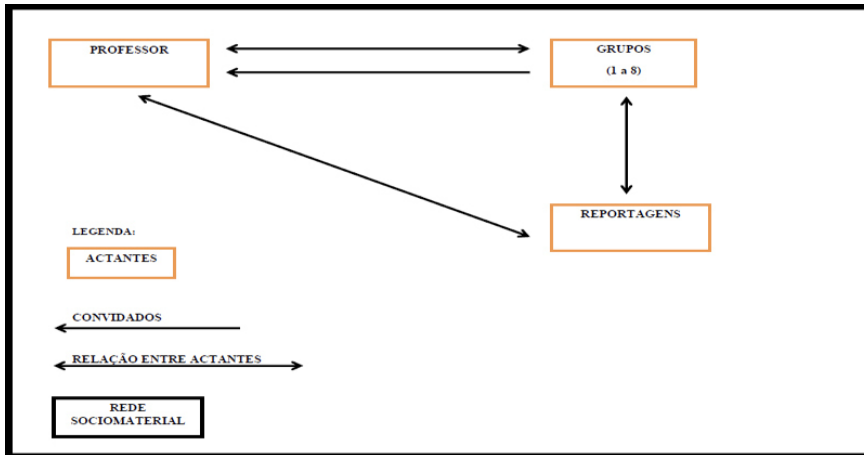 PROFESSOR
GRUPOS
(1 a 8)
REPORTAGENS
LEGENDA:
ACTANTES
CONVIDADOS
RELAÇÃO ENTRE ACTANTES
REDE
SOCIOMATERIAL